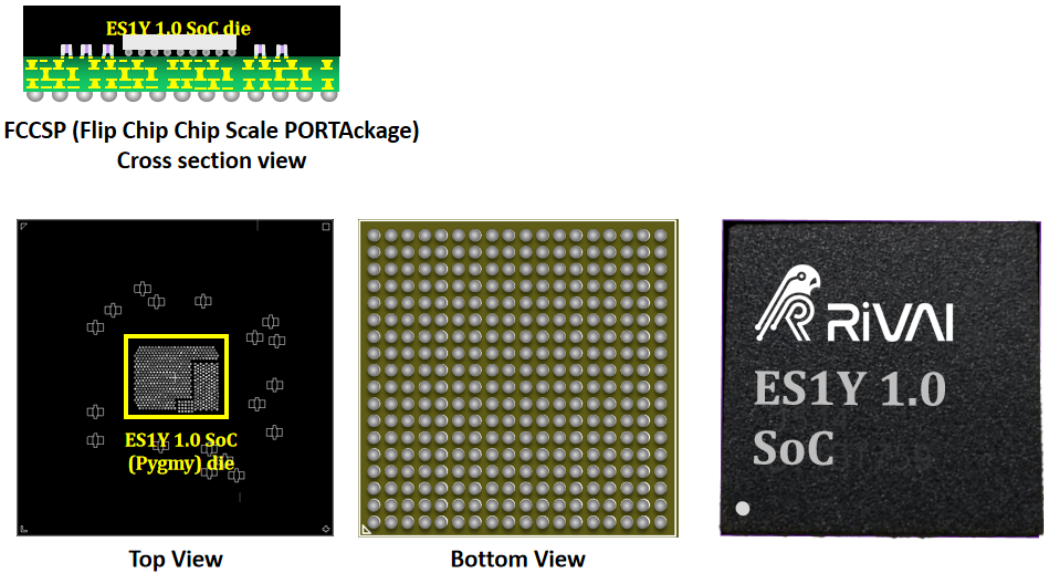 ES1Y 1.0 SoC die
FCCSP (Flip Chip Chip Scale PORTAckage)
Cross section view
ES1Y 1.0 SoC
(Pygmy) die
Top View
Bottom View
RiVAI
ES1Y 1.0
SoC